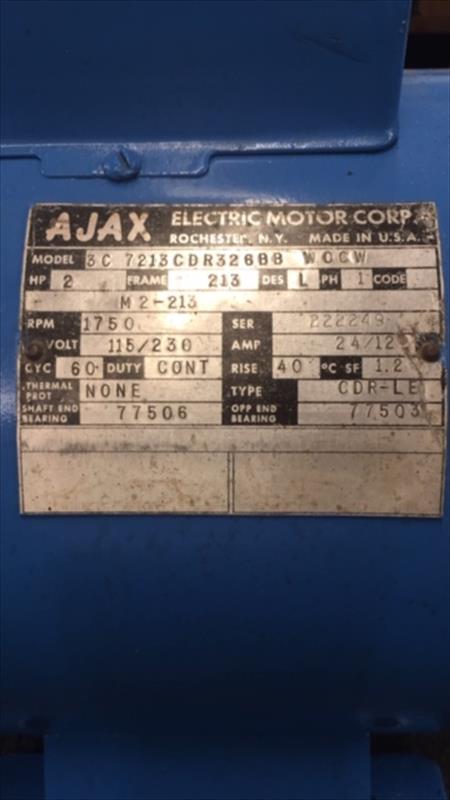 AJAX ELECTRIC MOTOR CORP.
ROCHESTER, N.Y. MADE IN U.S.A.
MODEL 3C 7213CDR326BB WOCW
HP 2 FRAME 213 DES L PH 1 CODE
M2-213
RPM 1750 SER 222249
VOLT 115/230 AMP 24/12
CYC 60 DUTY CONT RISE 40 °C SF 1.2
THERMAL PROT NONE TYPE CDR-LE
SHAFT END BEARING 77506 OPP END BEARING 77503